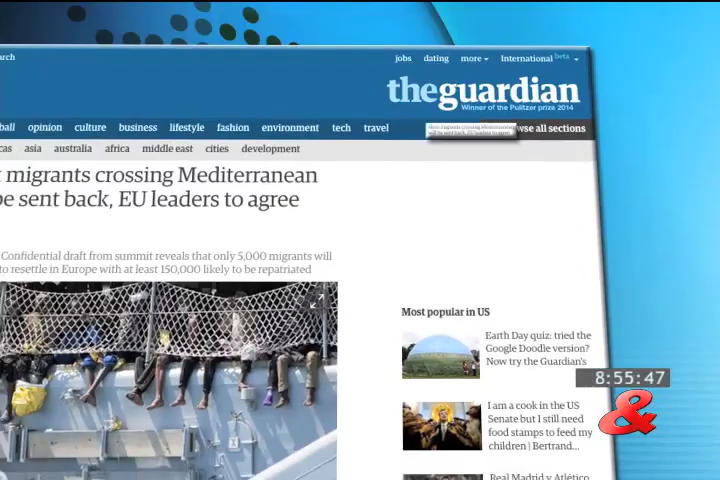 arch
jobs dating more International beta
theguardian
Winner of the Pulitzer prize 2014
ball opinion culture business lifestyle fashion environment tech travel
wse all sections
cas asia australia africa middle east cities development
t migrants crossing Mediterranean
be sent back, EU leaders to agree
Confidential draft from summit reveals that only 5,000 migrants will
to resettle in Europe with at least 150,000 likely to be repatriated
Most popular in US
Earth Day quiz: tried the
Google Doodle version?
Now try the Guardian's
8:55:47
&
I am a cook in the US
Senate but I still need
food stamps to feed my
children | Bertrand...
Real Madrid v Atlético